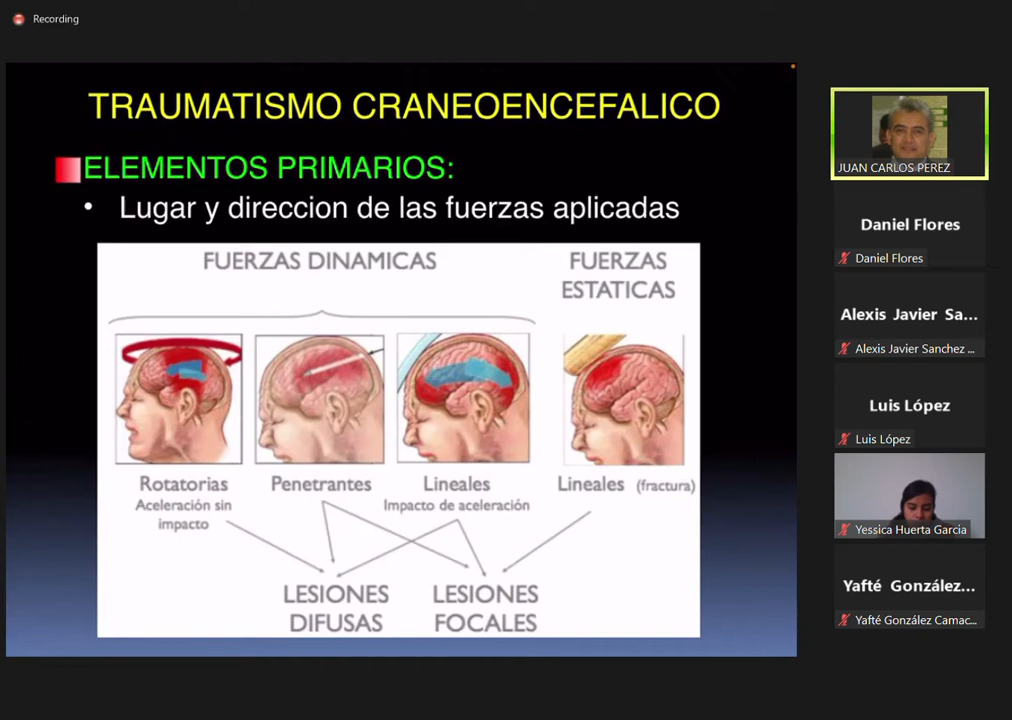 Recording
TRAUMATISMO CRANEOENCEFALICO
ELEMENTOS PRIMARIOS:
• Lugar y direccion de las fuerzas aplicadas
FUERZAS DINAMICAS
FUERZAS
ESTATICAS
Rotatorias
Aceleración sin
impacto
Penetrantes
Lineales
Impacto de aceleración
Lineales (fractura)
LESIONES
DIFUSAS
LESIONES
FOCALES
JUAN CARLOS PEREZ
Daniel Flores
Daniel Flores
Alexis Javier Sa...
Alexis Javier Sanchez ...
Luis López
Luis López
Yessica Huerta Garcia
Yafté González...
Yafté González Camac...